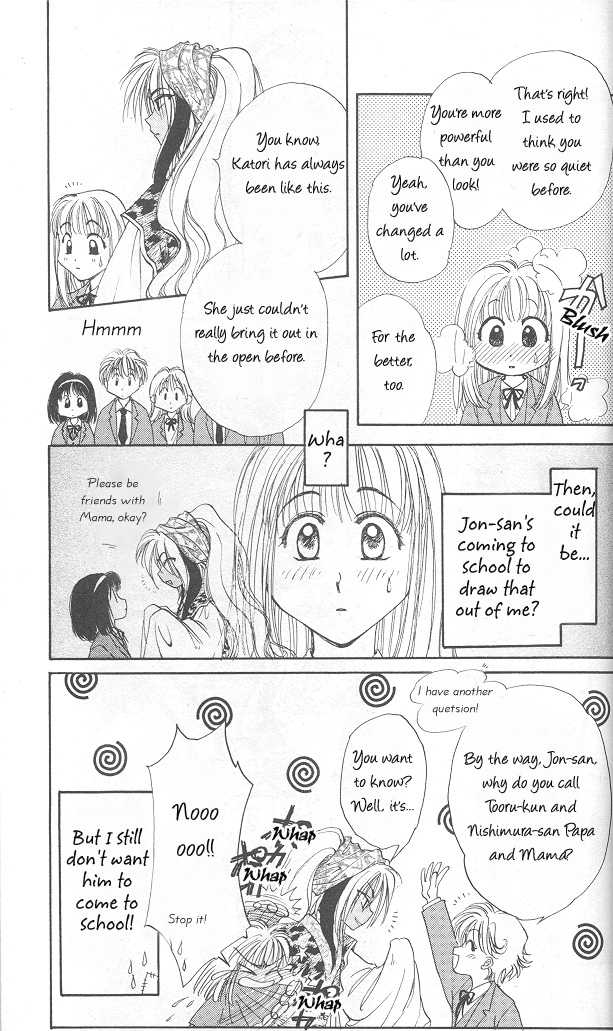 That's right!
I used to
think you
were so quiet
before.
You're more
powerful
than you
look!
Yeah,
you've
changed a
lot.
For the
better,
too.
Blush
You know,
Katori has always
been like this.
She just couldn't
really bring it out in
the open before.
Hmmm
Then,
could
it
be...
Jon-san's
coming to
school to
draw that
out of me?
Wha
?
Please be
friends with
Mama, okay?
I have another
quetsion!
By the way, Jon-san,
why do you call
Tooru-kun and
Nishimura-san Papa
and Mama?
You want
to know?
Well, it's...
Whap
Whap
Whap
Nooo
ooo!!
Stop it!
But I still
don't want
him to
come to
school!